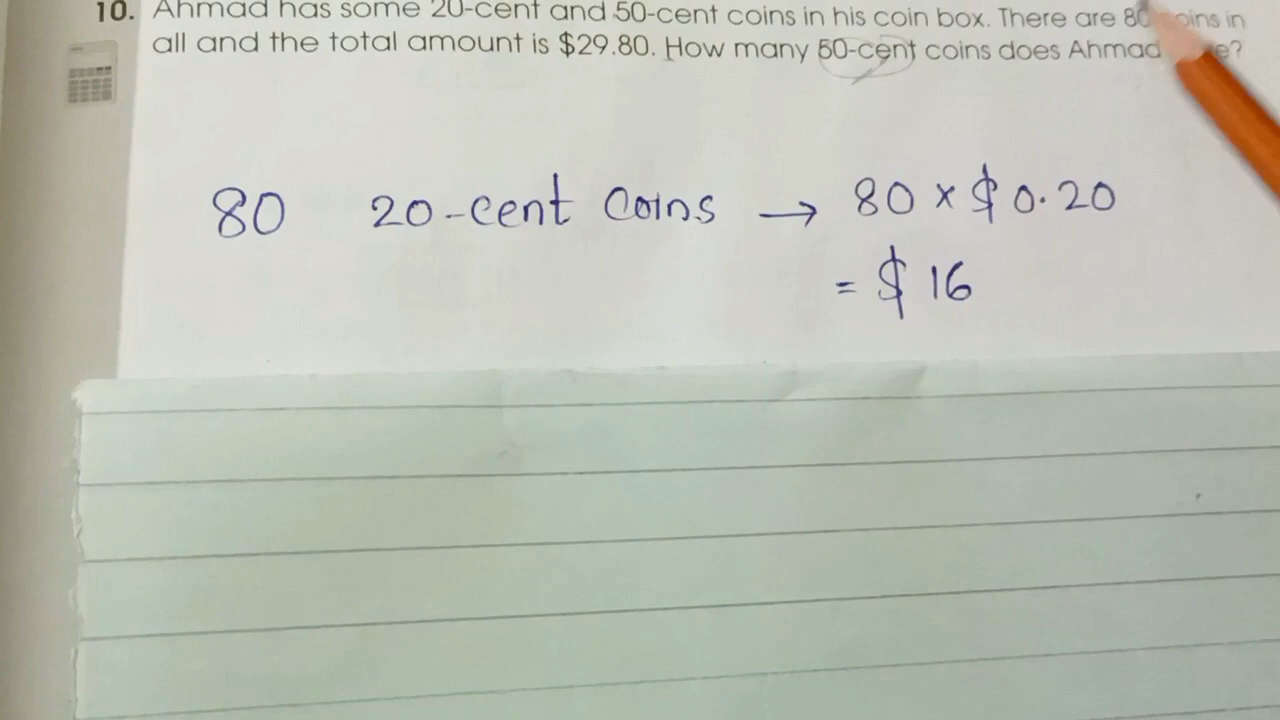 10. Ahmad has some 20-cent and 50-cent coins in his coin box. There are 80 coins in
all and the total amount is $29.80. How many 50-cent coins does Ahmad
80 20-cent coins → 80 × $ 0.20
= $ 16